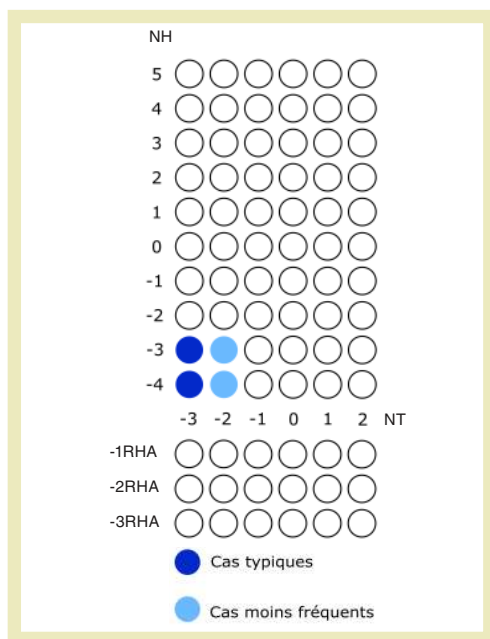 NH
5
4
3
2
1
0
-1
-2
-3
-4
-3 -2 -1 0 1 2 NT
-1RHA
-2RHA
-3RHA
Cas typiques
Cas moins fréquents